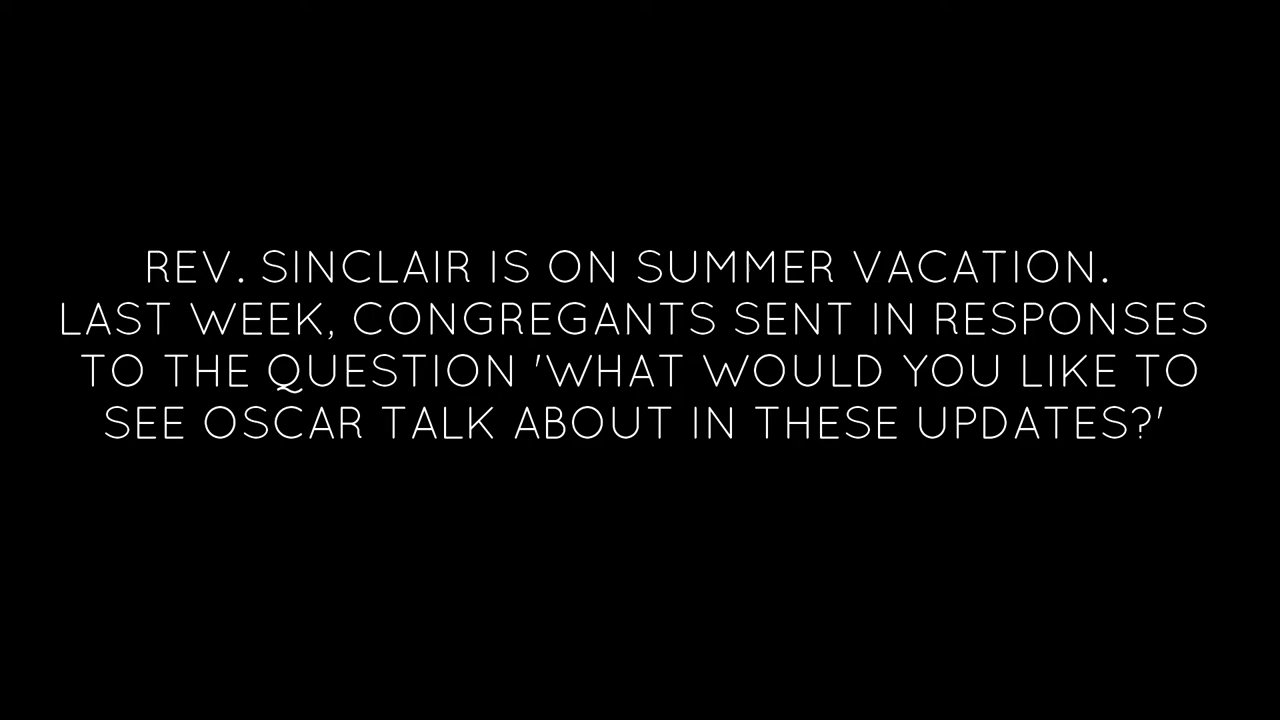 REV. SINCLAIR IS ON SUMMER VACATION.
LAST WEEK, CONGREGANTS SENT IN RESPONSES
TO THE QUESTION 'WHAT WOULD YOU LIKE TO
SEE OSCAR TALK ABOUT IN THESE UPDATES?'